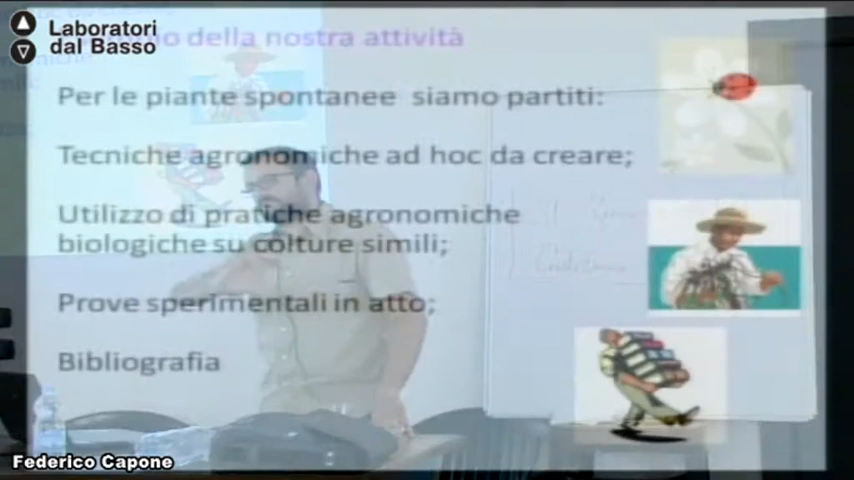 Laboratori
dal Basso
della nostra attività
Per le piante spontanee siamo partiti:
Tecniche agronomiche ad hoc da creare;
Utilizzo di pratiche agronomiche
biologiche su colture simili;
Prove sperimentali in atto;
Bibliografia
Federico Capone